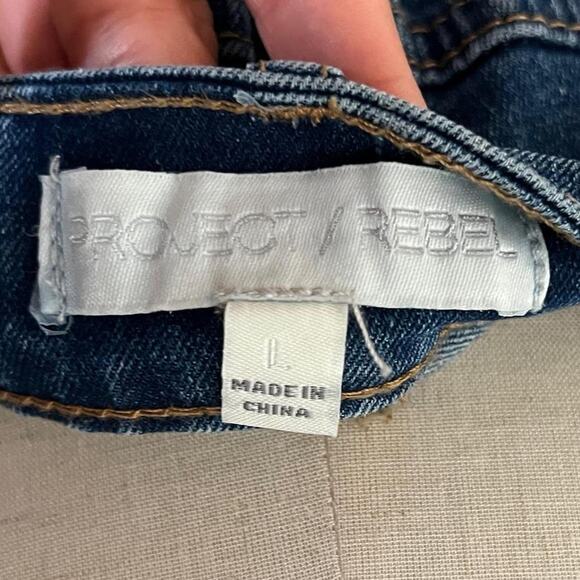 PROJECT / REBEL
L
MADE IN
CHINA